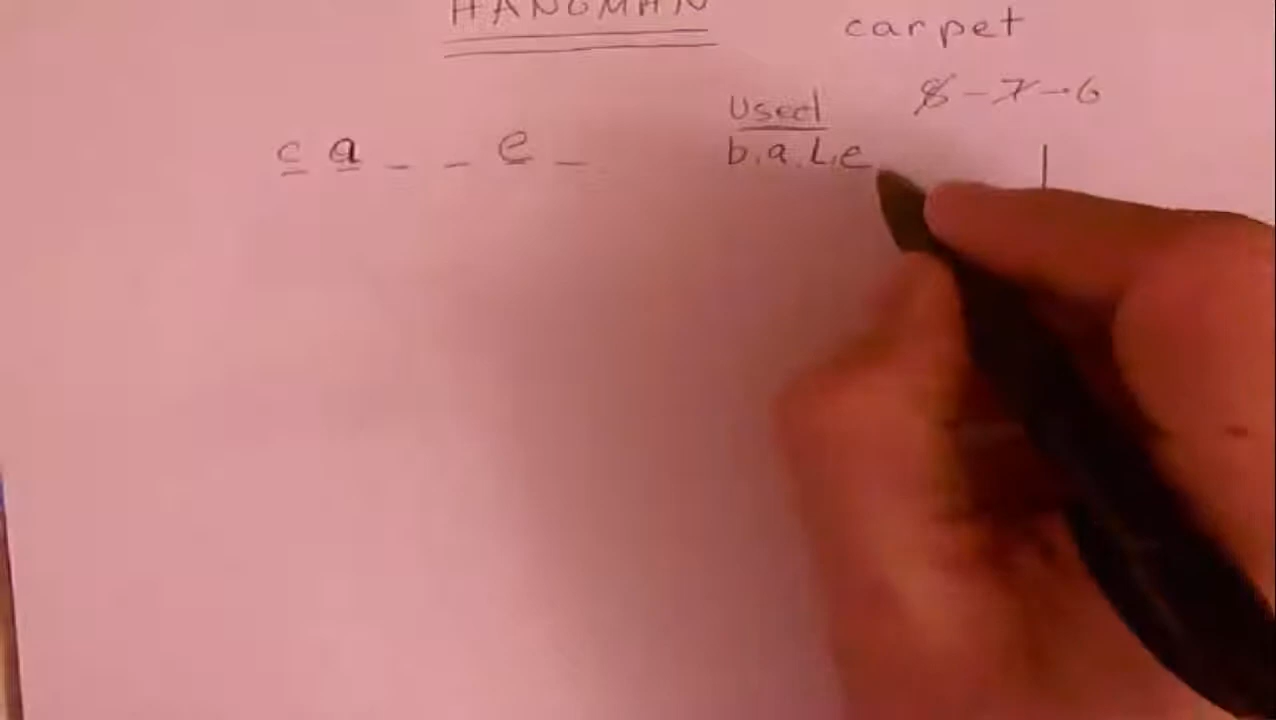 HANGMAN
carpet
8-7-6
Used
c a _ _ e _
b.a.L.e